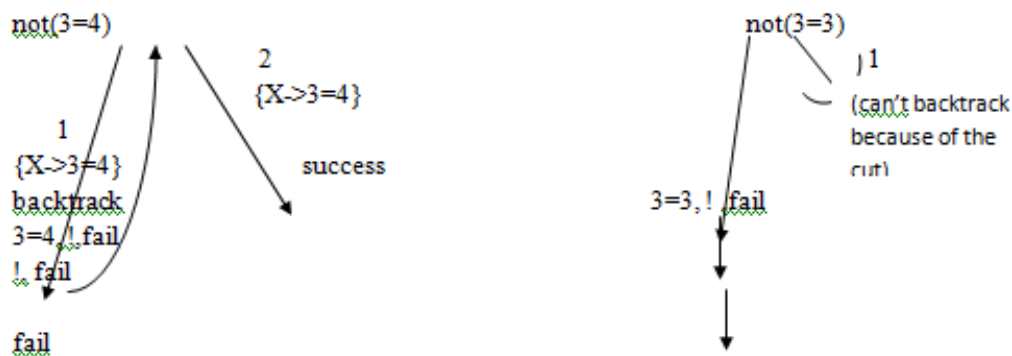 not(3=4)
2
{X->3=4}
1
{X->3=4}
success
backtrack
3=4, !,fail
!, fail
fail
not(3=3)
) 1
(can't backtrack
because of the
cut)
3=3, ! ,fail